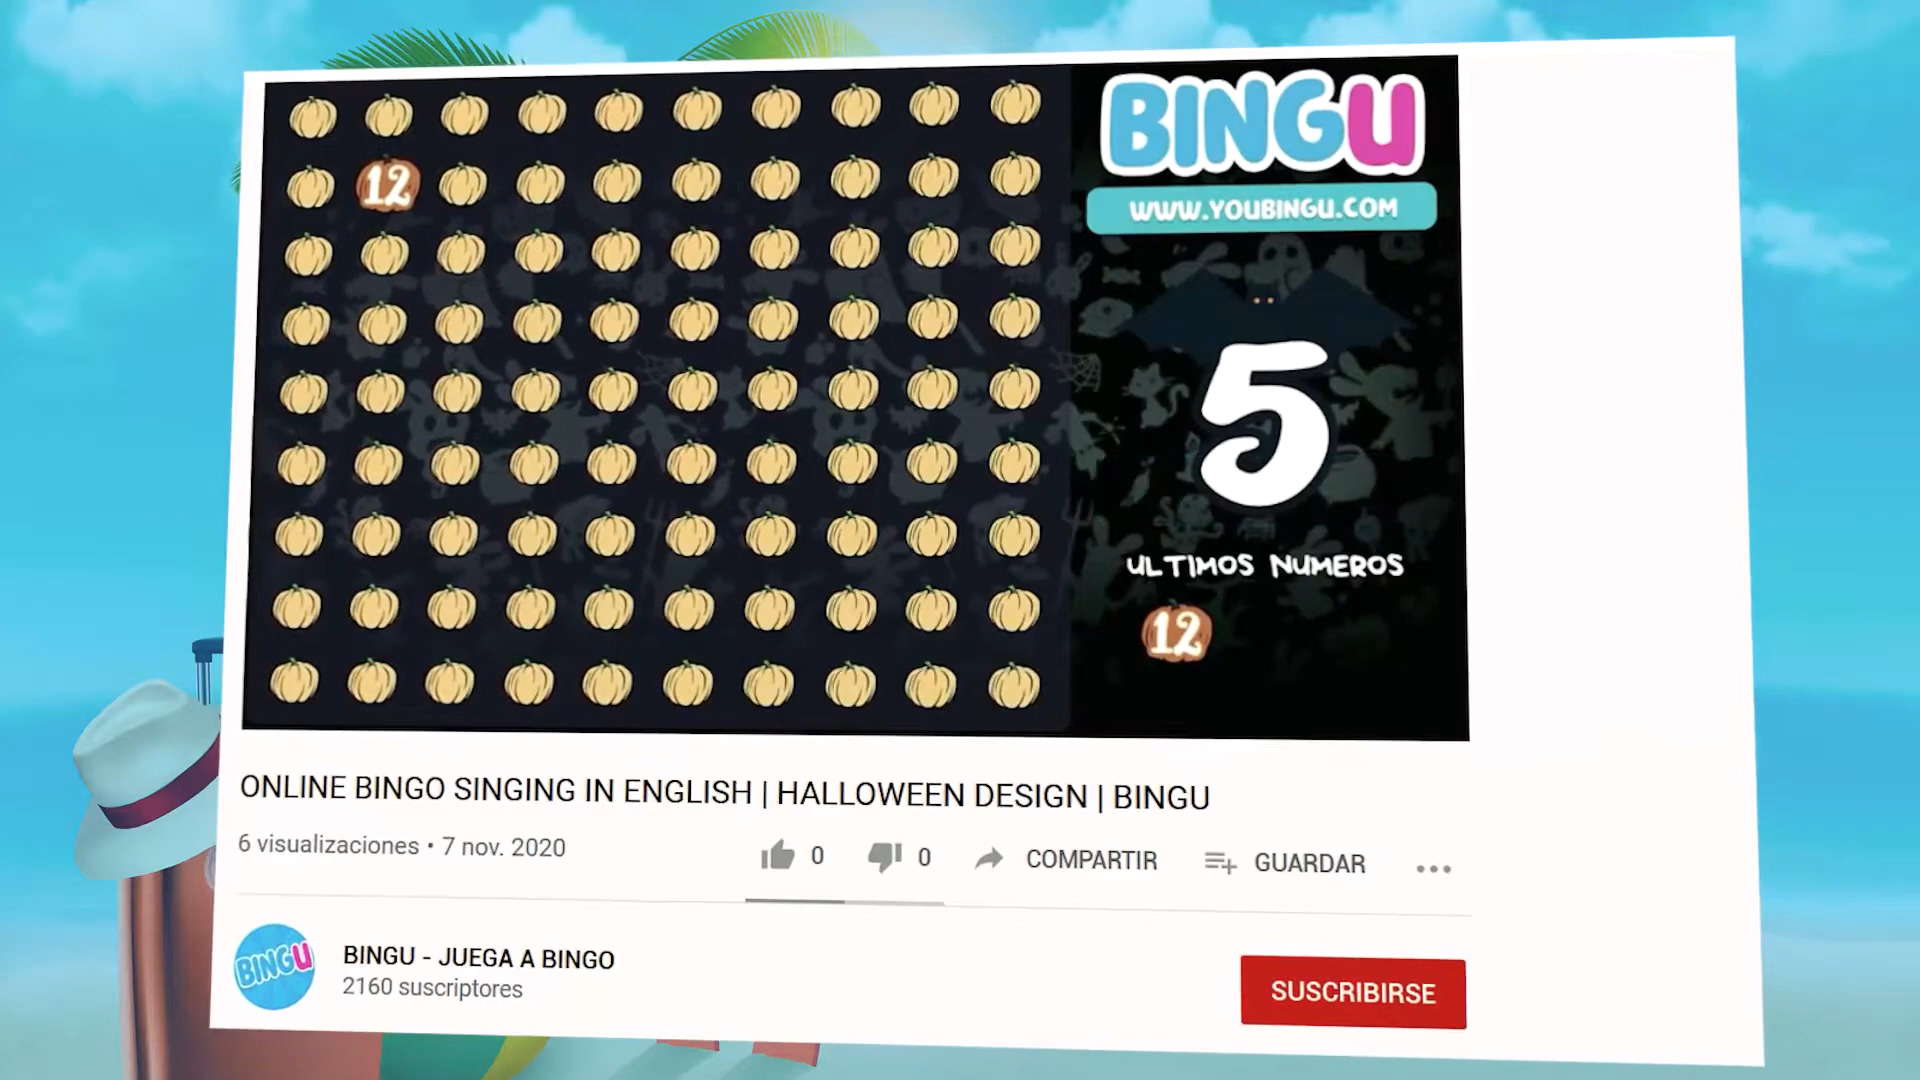 BINGU
WWW.YOUBINGU.COM
12
5
ULTIMOS NUMEROS
12
ONLINE BINGO SINGING IN ENGLISH | HALLOWEEN DESIGN | BINGU
6 visualizaciones • 7 nov. 2020
0
0
COMPARTIR
GUARDAR
BINGU
BINGU - JUEGA A BINGO
2160 suscriptores
SUSCRIBIRSE